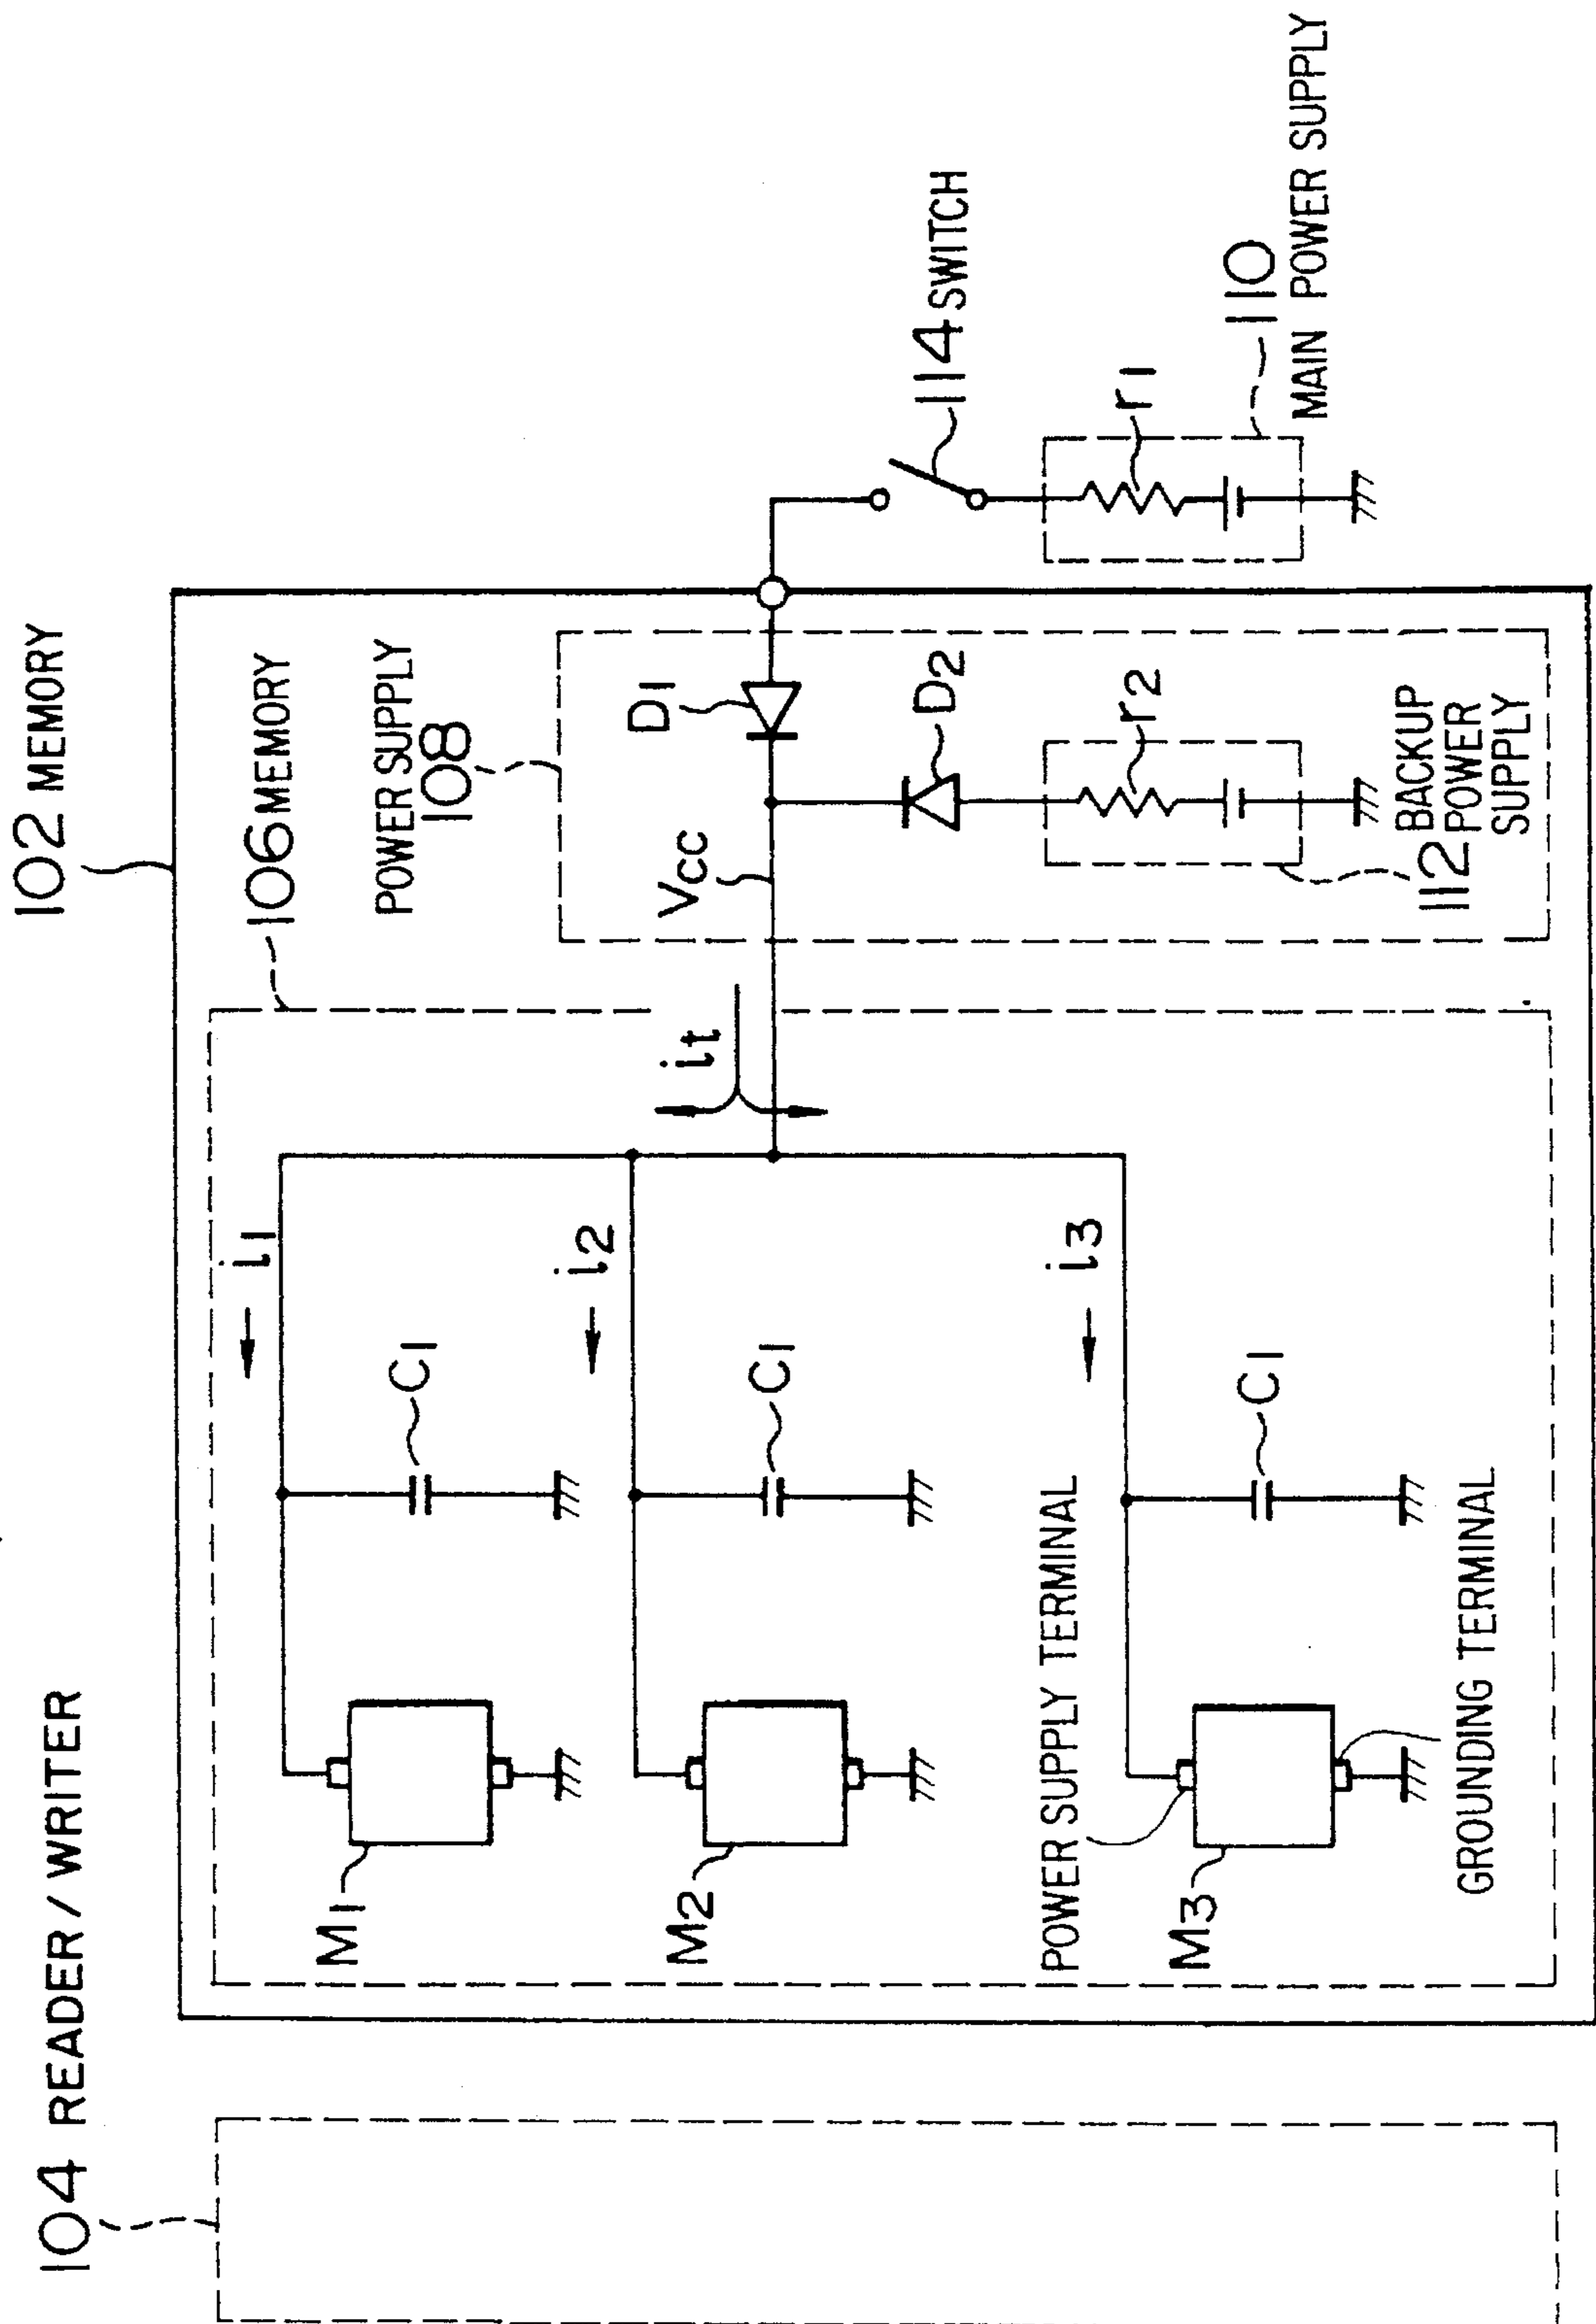 104 READER/WRITER
102 MEMORY
106 MEMORY
POWER SUPPLY
108
M1
i1
C1
M2
i2
C1
it
VCC
D1
D2
114 SWITCH
POWER SUPPLY TERMINAL
M3
i3
C1
r2
r1
GROUNDING TERMINAL
112 BACKUP
POWER
SUPPLY
110
MAIN POWER SUPPLY